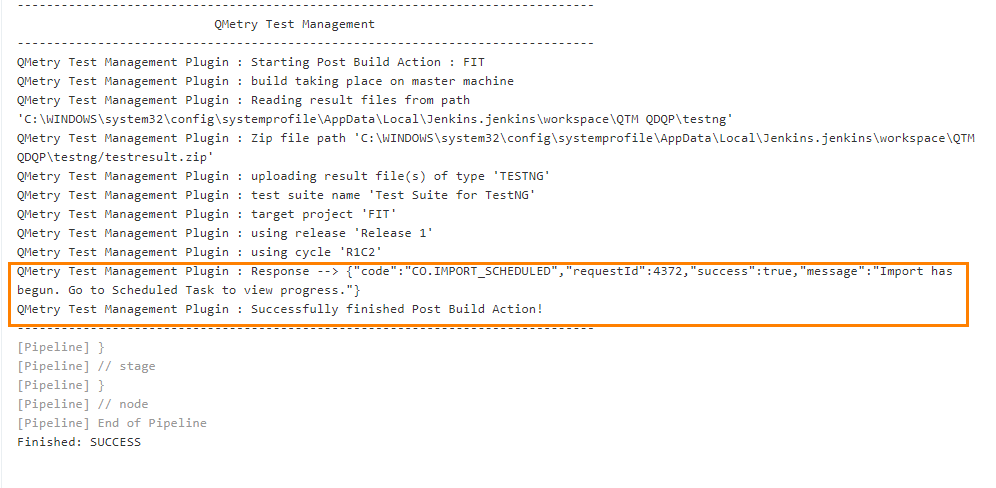 -------------------------------------------------------------------------------
QMetry Test Management
-------------------------------------------------------------------------------
QMetry Test Management Plugin : Starting Post Build Action : FIT
QMetry Test Management Plugin : build taking place on master machine
QMetry Test Management Plugin : Reading result files from path
'C:\WINDOWS\system32\config\systemprofile\AppData\Local\Jenkins.jenkins\workspace\QTM QDQP\testng'
QMetry Test Management Plugin : Zip file path 'C:\WINDOWS\system32\config\systemprofile\AppData\Local\Jenkins.jenkins\workspace\QTM
QDQP\testng/testresult.zip'
QMetry Test Management Plugin : uploading result file(s) of type 'TESTNG'
QMetry Test Management Plugin : test suite name 'Test Suite for TestNG'
QMetry Test Management Plugin : target project 'FIT'
QMetry Test Management Plugin : using release 'Release 1'
QMetry Test Management Plugin : using cycle 'R1C2'
QMetry Test Management Plugin : Response --> {"code":"CO.IMPORT_SCHEDULED","requestId":4372,"success":true,"message":"Import has
begun. Go to Scheduled Task to view progress."}
QMetry Test Management Plugin : Successfully finished Post Build Action!
-------------------------------------------------------------------------------
[Pipeline] }
[Pipeline] // stage
[Pipeline] }
[Pipeline] // node
[Pipeline] End of Pipeline
Finished: SUCCESS